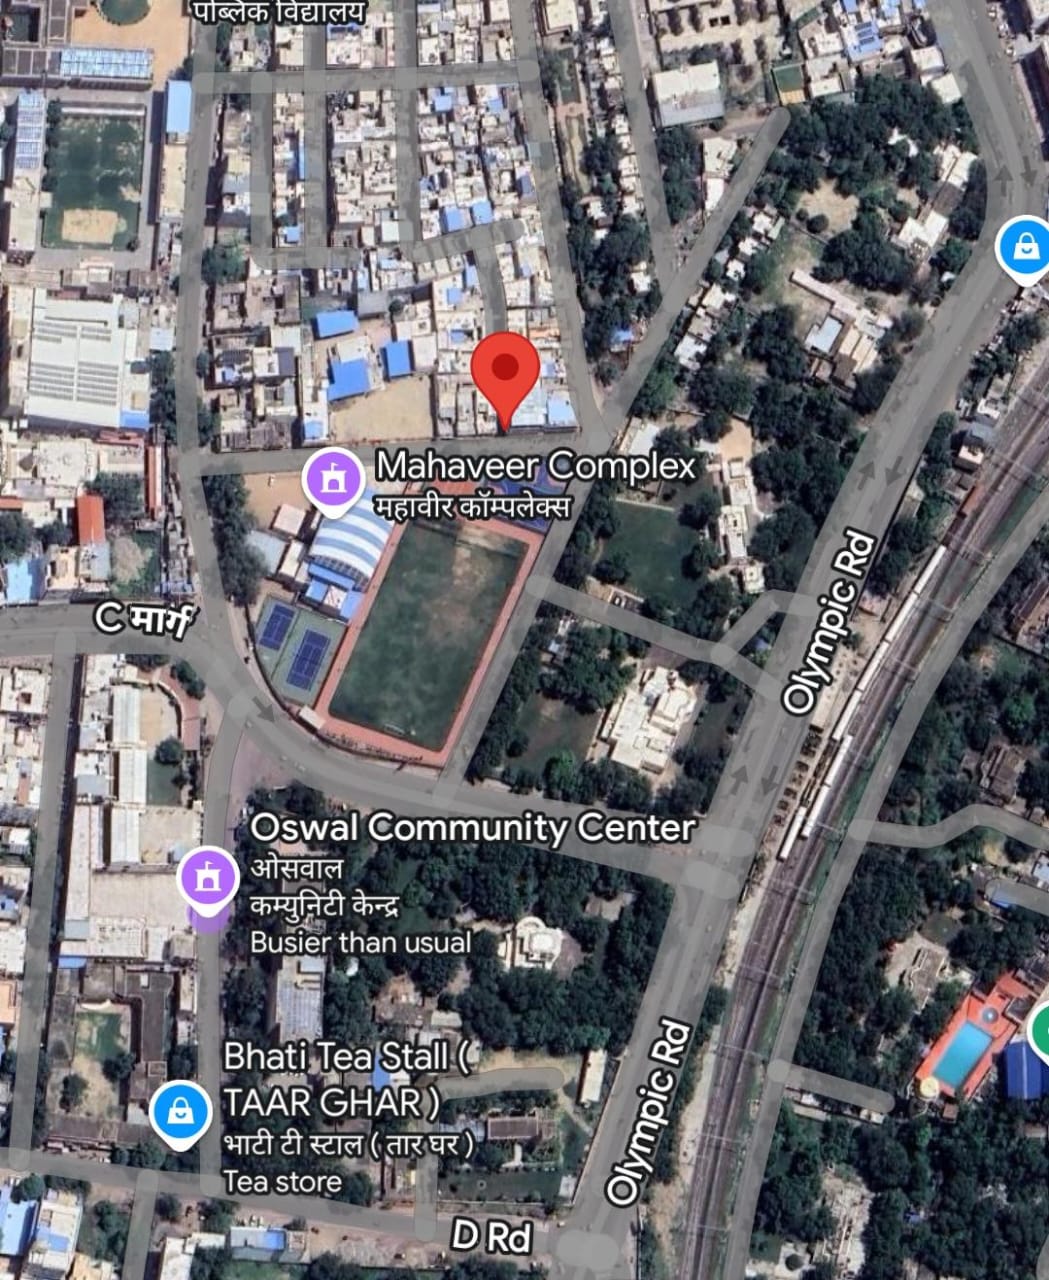 पब्लिक विद्यालय
Mahaveer Complex
महावीर कॉम्पलेक्स
Olympic Rd
C मार्ग
Oswal Community Center
ओसवाल
कम्युनिटी केन्द्र
Busier than usual
Bhati Tea Stall (
TAAR GHAR )
भाटी टी स्टाल ( तार घर )
Tea store
Olympic Rd
D Rd